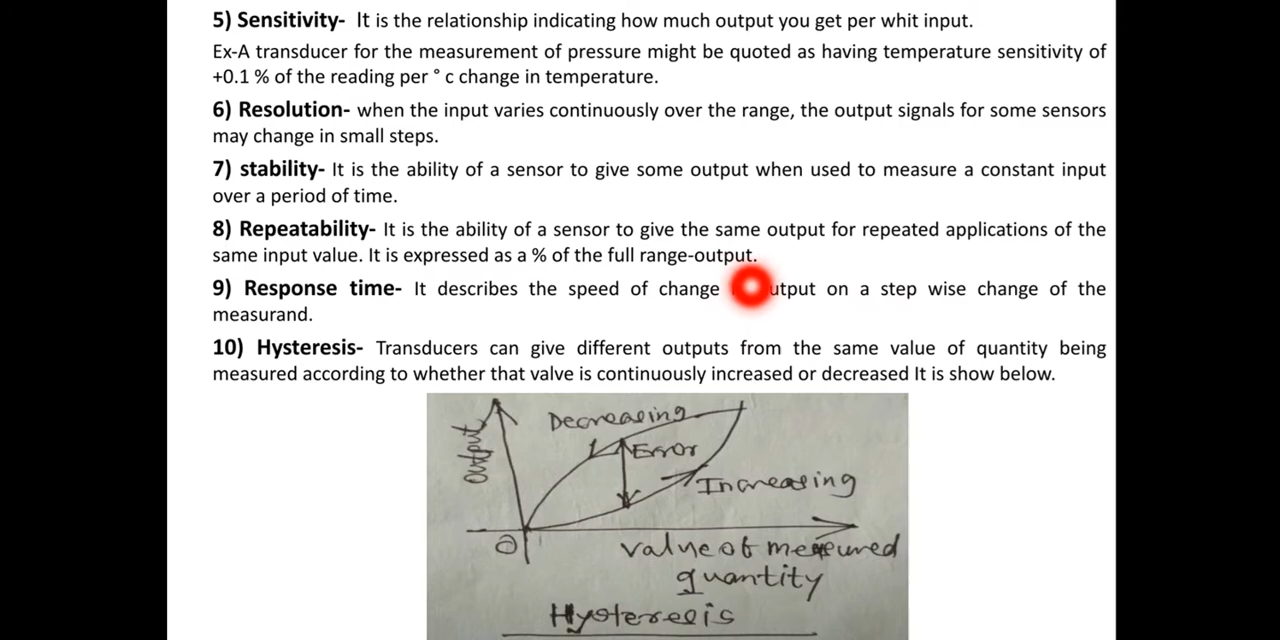 5) Sensitivity- It is the relationship indicating how much output you get per whit input.
Ex-A transducer for the measurement of pressure might be quoted as having temperature sensitivity of
+0.1 % of the reading per ° c change in temperature.
6) Resolution- when the input varies continuously over the range, the output signals for some sensors
may change in small steps.
7) stability- It is the ability of a sensor to give some output when used to measure a constant input
over a period of time.
8) Repeatability- It is the ability of a sensor to give the same output for repeated applications of the
same input value. It is expressed as a % of the full range-output.
9) Response time- It describes the speed of change utput on a step wise change of the
measurand.
10) Hysteresis- Transducers can give different outputs from the same value of quantity being
measured according to whether that valve is continuously increased or decreased It is show below.
Decreasing
output
Error
Increasing
0
value of measured
quantity
Hysteresis